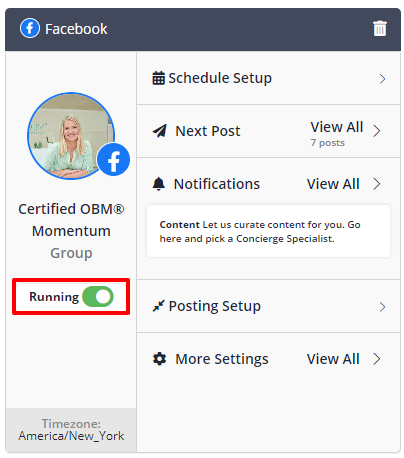 Facebook
Certified OBM®
Momentum
Group
Running
Timezone:
America/New_York
Schedule Setup
Next Post
View All
7 posts
Notifications
View All
Content Let us curate content for you. Go
here and pick a Concierge Specialist.
Posting Setup
More Settings
View All